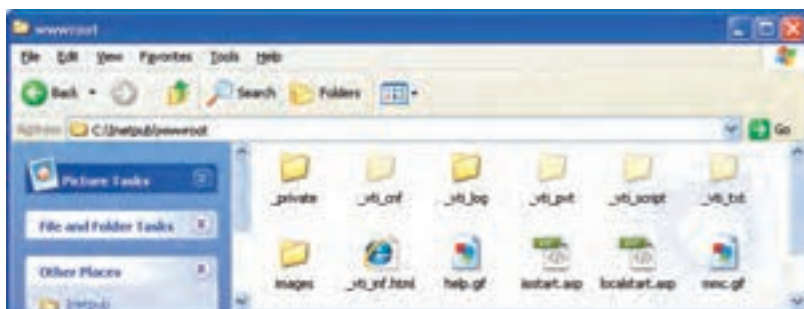 wwwroot
File Edit View Favorites Tools Help
Back Search Folders
Address C:\Inetpub\wwwroot Go
Picture Tasks
File and Folder Tasks
Other Places
Inetpub
_private _vti_cnf _vti_log _vti_pvt _vti_script _vti_txt
images _vti_inf.html help.gif iisstart.asp localstart.asp mmc.gif